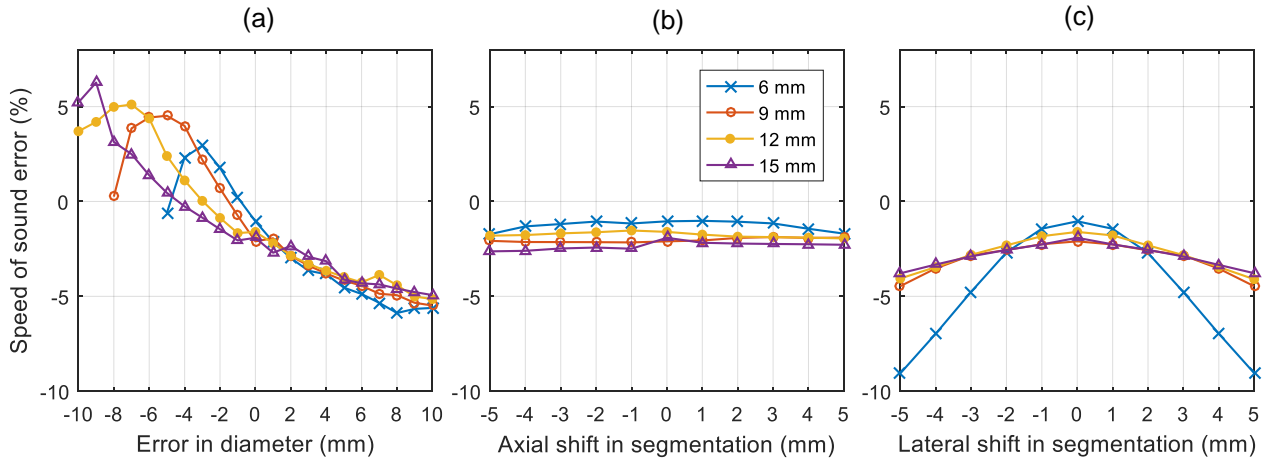 (a)
(b)
(c)
Speed of sound error (%)
5
0
-5
-10
-10 -8 -6 -4 -2 0 2 4 6 8 10
Error in diameter (mm)
6 mm
9 mm
12 mm
15 mm
5
0
-5
-10
-5 -4 -3 -2 -1 0 1 2 3 4 5
Axial shift in segmentation (mm)
5
0
-5
-10
-5 -4 -3 -2 -1 0 1 2 3 4 5
Lateral shift in segmentation (mm)